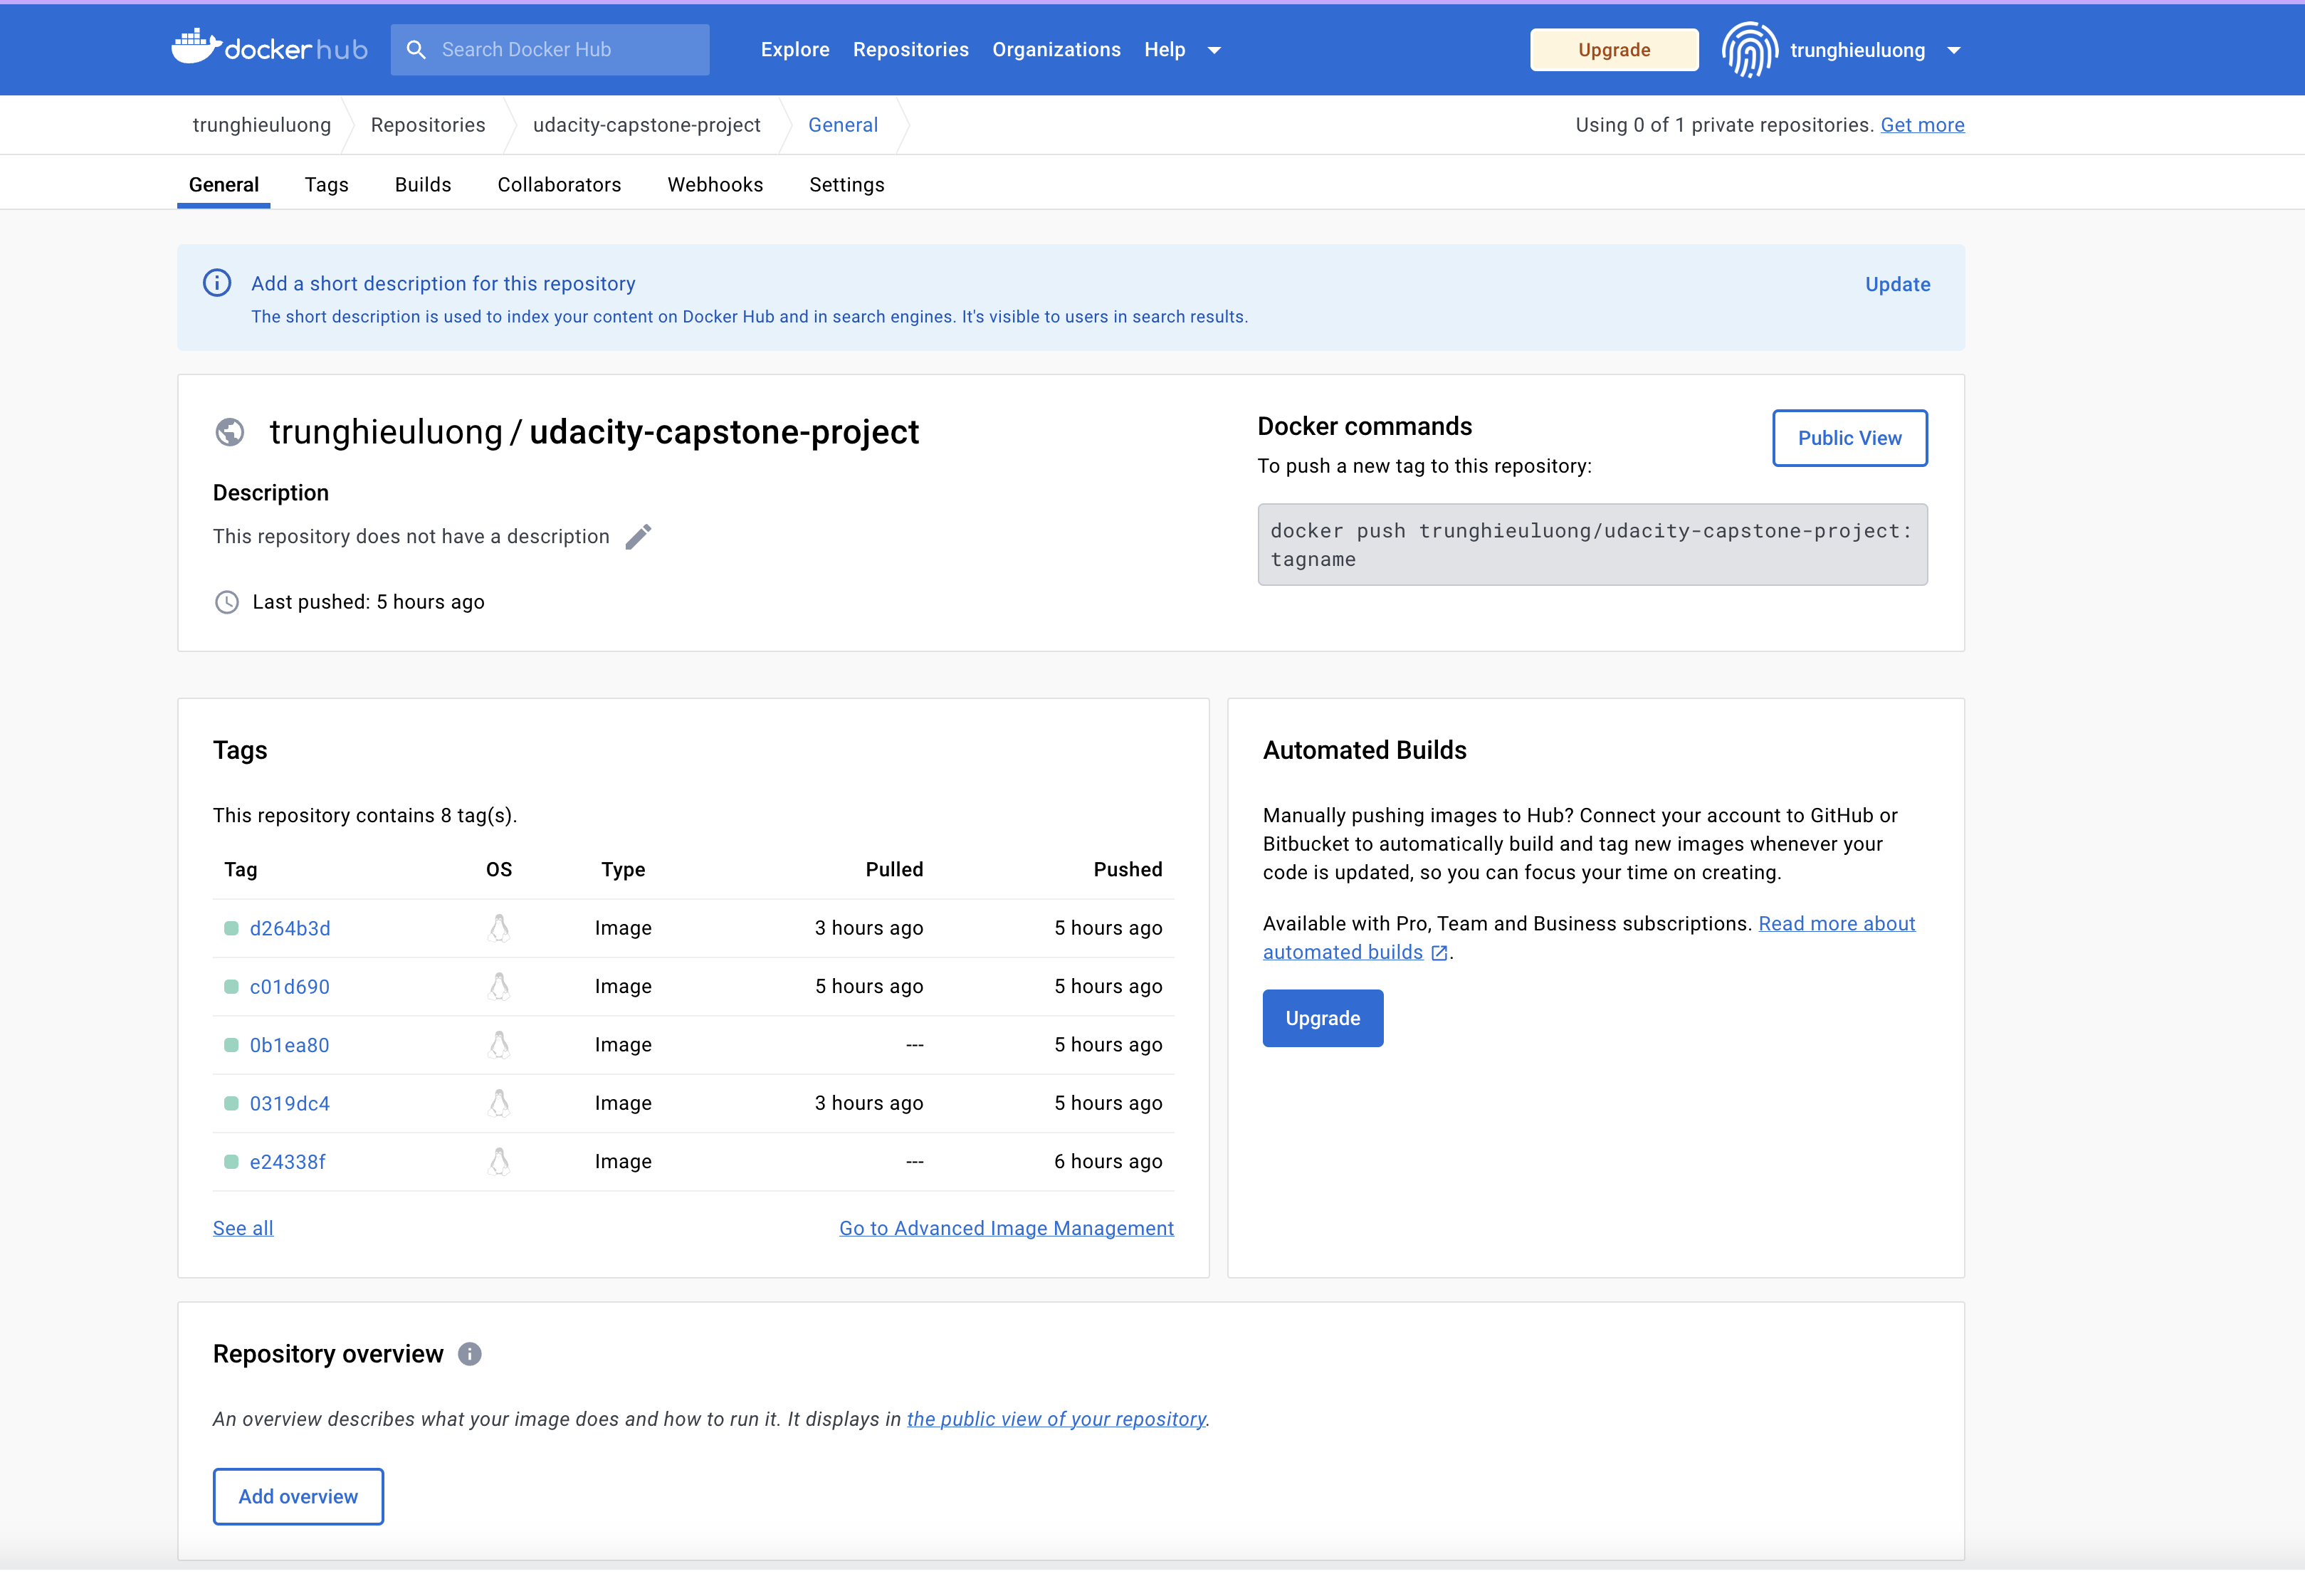 docker hub
Search Docker Hub
Explore Repositories Organizations Help
Upgrade
trunghieuluong
trunghieuluong Repositories udacity-capstone-project General
Using 0 of 1 private repositories. Get more
General Tags Builds Collaborators Webhooks Settings
Add a short description for this repository
Update
The short description is used to index your content on Docker Hub and in search engines. It's visible to users in search results.
trunghieuluong / udacity-capstone-project
Description
This repository does not have a description
Last pushed: 5 hours ago
Docker commands
Public View
To push a new tag to this repository:
docker push trunghieuluong/udacity-capstone-project:
tagname
Tags
This repository contains 8 tag(s).
Tag OS Type Pulled Pushed
d264b3d Image 3 hours ago 5 hours ago
c01d690 Image 5 hours ago 5 hours ago
0b1ea80 Image --- 5 hours ago
0319dc4 Image 3 hours ago 5 hours ago
e24338f Image --- 6 hours ago
See all
Go to Advanced Image Management
Automated Builds
Manually pushing images to Hub? Connect your account to GitHub or
Bitbucket to automatically build and tag new images whenever your
code is updated, so you can focus your time on creating.
Available with Pro, Team and Business subscriptions. Read more about
automated builds .
Upgrade
Repository overview
An overview describes what your image does and how to run it. It displays in the public view of your repository.
Add overview